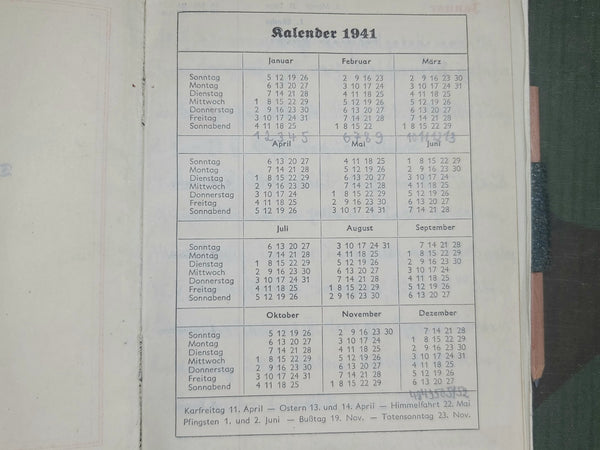 Kalender 1941
Januar Februar März
Sonntag 5 12 19 26 2 9 16 23 2 9 16 23 30
Montag 6 13 20 27 3 10 17 24 3 10 17 24 31
Dienstag 7 14 21 28 4 11 18 25 4 11 18 25
Mittwoch 1 8 15 22 29 5 12 19 26 5 12 19 26
Donnerstag 2 9 16 23 30 6 13 20 27 6 13 20 27
Freitag 3 10 17 24 31 7 14 21 28 7 14 21 28
Sonnabend 4 11 18 25 1 8 15 22 1 8 15 22 29
1 2 3 4 5 6 7 8 9
April Mai Juni
Sonntag 6 13 20 27 4 11 18 25 1 8 15 22 29
Montag 7 14 21 28 5 12 19 26 2 9 16 23 30
Dienstag 1 8 15 22 29 6 13 20 27 3 10 17 24
Mittwoch 2 9 16 23 30 7 14 21 28 4 11 18 25
Donnerstag 3 10 17 24 1 8 15 22 29 5 12 19 26
Freitag 4 11 18 25 2 9 16 23 30 6 13 20 27
Sonnabend 5 12 19 26 3 10 17 24 31 7 14 21 28
Juli August September
Sonntag 6 13 20 27 3 10 17 24 31 7 14 21 28
Montag 7 14 21 28 4 11 18 25 1 8 15 22 29
Dienstag 1 8 15 22 29 5 12 19 26 2 9 16 23 30
Mittwoch 2 9 16 23 30 6 13 20 27 3 10 17 24
Donnerstag 3 10 17 24 31 7 14 21 28 4 11 18 25
Freitag 4 11 18 25 1 8 15 22 29 5 12 19 26
Sonnabend 5 12 19 26 2 9 16 23 30 6 13 20 27
Oktober November Dezember
Sonntag 5 12 19 26 2 9 16 23 30 7 14 21 28
Montag 6 13 20 27 3 10 17 24 1 8 15 22 29
Dienstag 7 14 21 28 4 11 18 25 2 9 16 23 30
Mittwoch 1 8 15 22 29 5 12 19 26 3 10 17 24 31
Donnerstag 2 9 16 23 30 6 13 20 27 4 11 18 25
Freitag 3 10 17 24 31 7 14 21 28 5 12 19 26
Sonnabend 4 11 18 25 1 8 15 22 29 6 13 20 27
Karfreitag 11. April — Ostern 13. und 14. April — Himmelfahrt 22. Mai
Pfingsten 1. und 2. Juni — Bußtag 19. Nov. — Totensonntag 23. Nov.